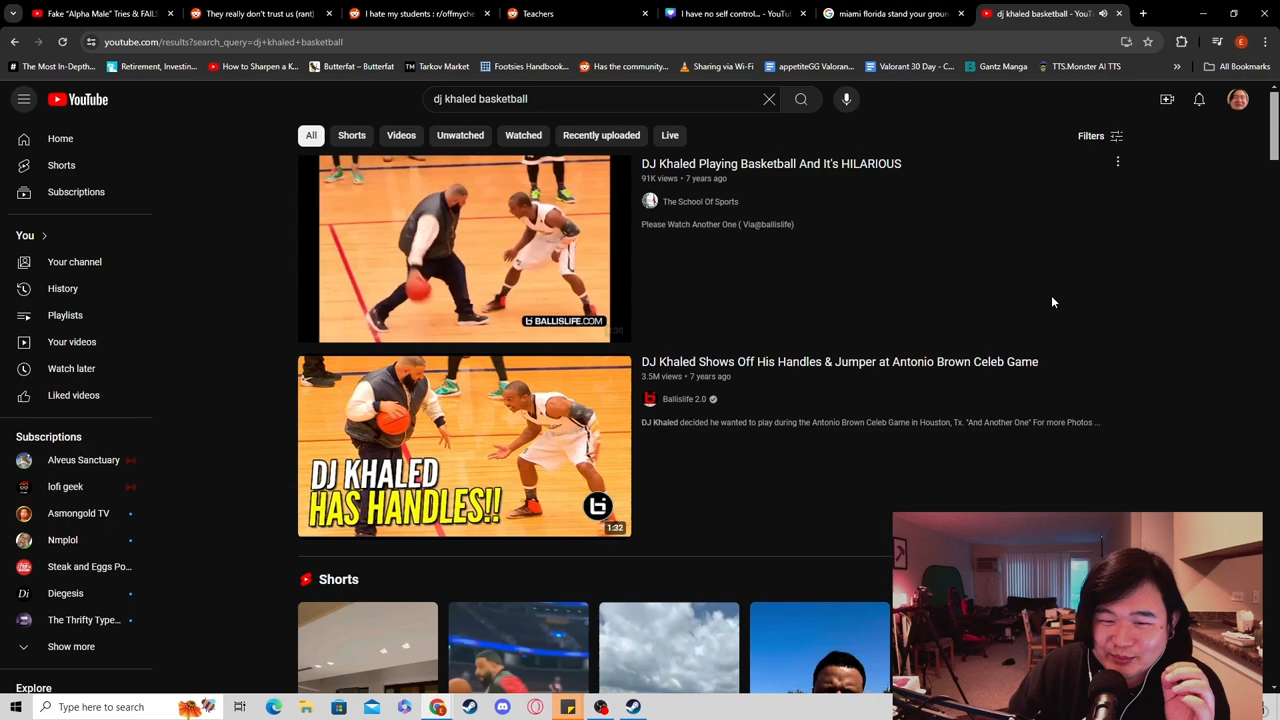 Fake "Alpha Male" Tries & FAILS
They really don't trust us (rant)
I hate my students : r/offmyche
Teachers
I have no self control... - YouTu
miami florida stand your groun
dj khaled basketball - YouT
youtube.com/results?search_query=dj+khaled+basketball
The Most In-Depth...
Retirement, Investin...
How to Sharpen a K...
Butterfat – Butterfat
Tarkov Market
Footsies Handbook...
Has the community...
Sharing via Wi-Fi
appetiteGG Valoran...
Valorant 30 Day - C...
Gantz Manga
TTS.Monster AI TTS
All Bookmarks
YouTube
dj khaled basketball
All
Shorts
Videos
Unwatched
Watched
Recently uploaded
Live
Filters
Home
Shorts
Subscriptions
You
Your channel
History
Playlists
Your videos
Watch later
Liked videos
Subscriptions
Alveus Sanctuary
lofi geek
Asmongold TV
Nmplol
Steak and Eggs Po...
Diegesis
The Thrifty Type...
Show more
Explore
BALLISLIFE.COM
DJ Khaled Playing Basketball And It's HILARIOUS
91K views • 7 years ago
The School Of Sports
Please Watch Another One ( Via@ballislife)
DJ KHALED
HAS HANDLES!!
1:32
DJ Khaled Shows Off His Handles & Jumper at Antonio Brown Celeb Game
3.5M views • 7 years ago
Ballislife 2.0
DJ Khaled decided he wanted to play during the Antonio Brown Celeb Game in Houston, Tx. "And Another One" For more Photos ...
Shorts
Type here to search